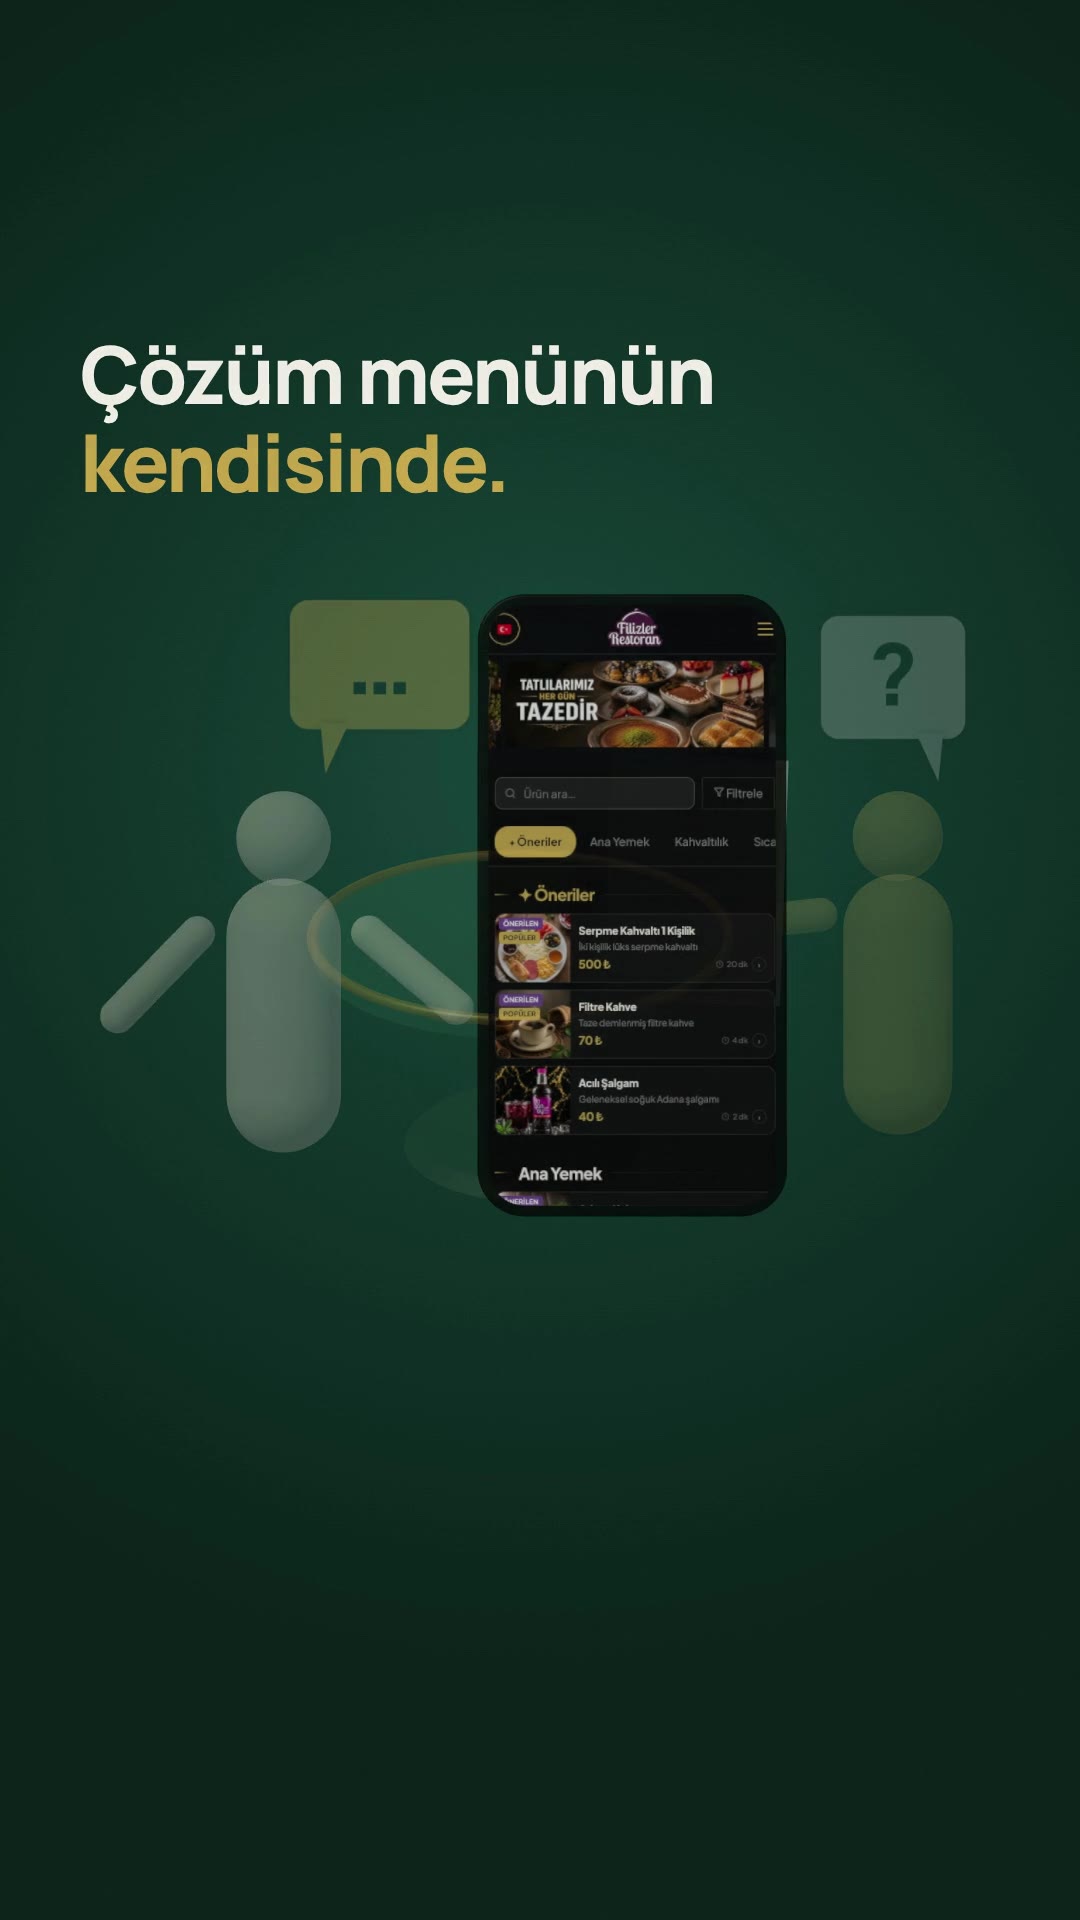 Çözüm menünün
kendisinde.
...
?
Filizler
Restoran
TATLILARIMIZ
HER GÜN
TAZEDİR
Ürün ara...
Filtrele
Öneriler
Ana Yemek
Kahvaltılık
Sıca
Öneriler
ÖNERİLEN
POPÜLER
Serpme Kahvaltı 1 Kişilik
İki kişilik lüks serpme kahvaltı
500 ₺
20 dk
ÖNERİLEN
POPÜLER
Filtre Kahve
Taze demlenmiş filtre kahve
70 ₺
4 dk
Acılı Şalgam
Geleneksel soğuk Adana şalgamı
40 ₺
2 dk
Ana Yemek
ÖNERİLEN